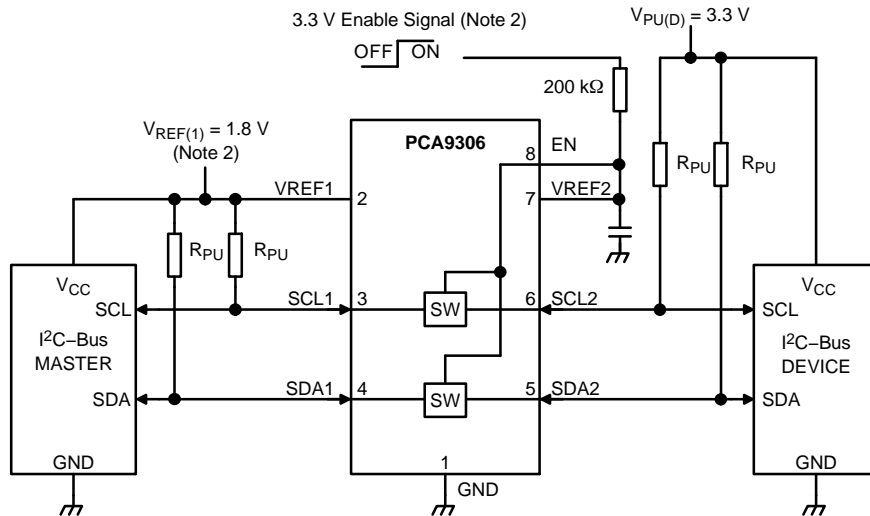 3.3 V Enable Signal (Note 2)
OFF ON
V_PU(D) = 3.3 V
200 kΩ
V_REF(1) = 1.8 V
(Note 2)
PCA9306
8 EN
R_PU R_PU
VREF1 2
7 VREF2
R_PU R_PU
V_CC
SCL
SCL1 3
SW
6 SCL2
V_CC
SCL
I²C–Bus
MASTER
I²C–Bus
DEVICE
SDA
SDA1 4
SW
5 SDA2
SDA
GND
1
GND
GND